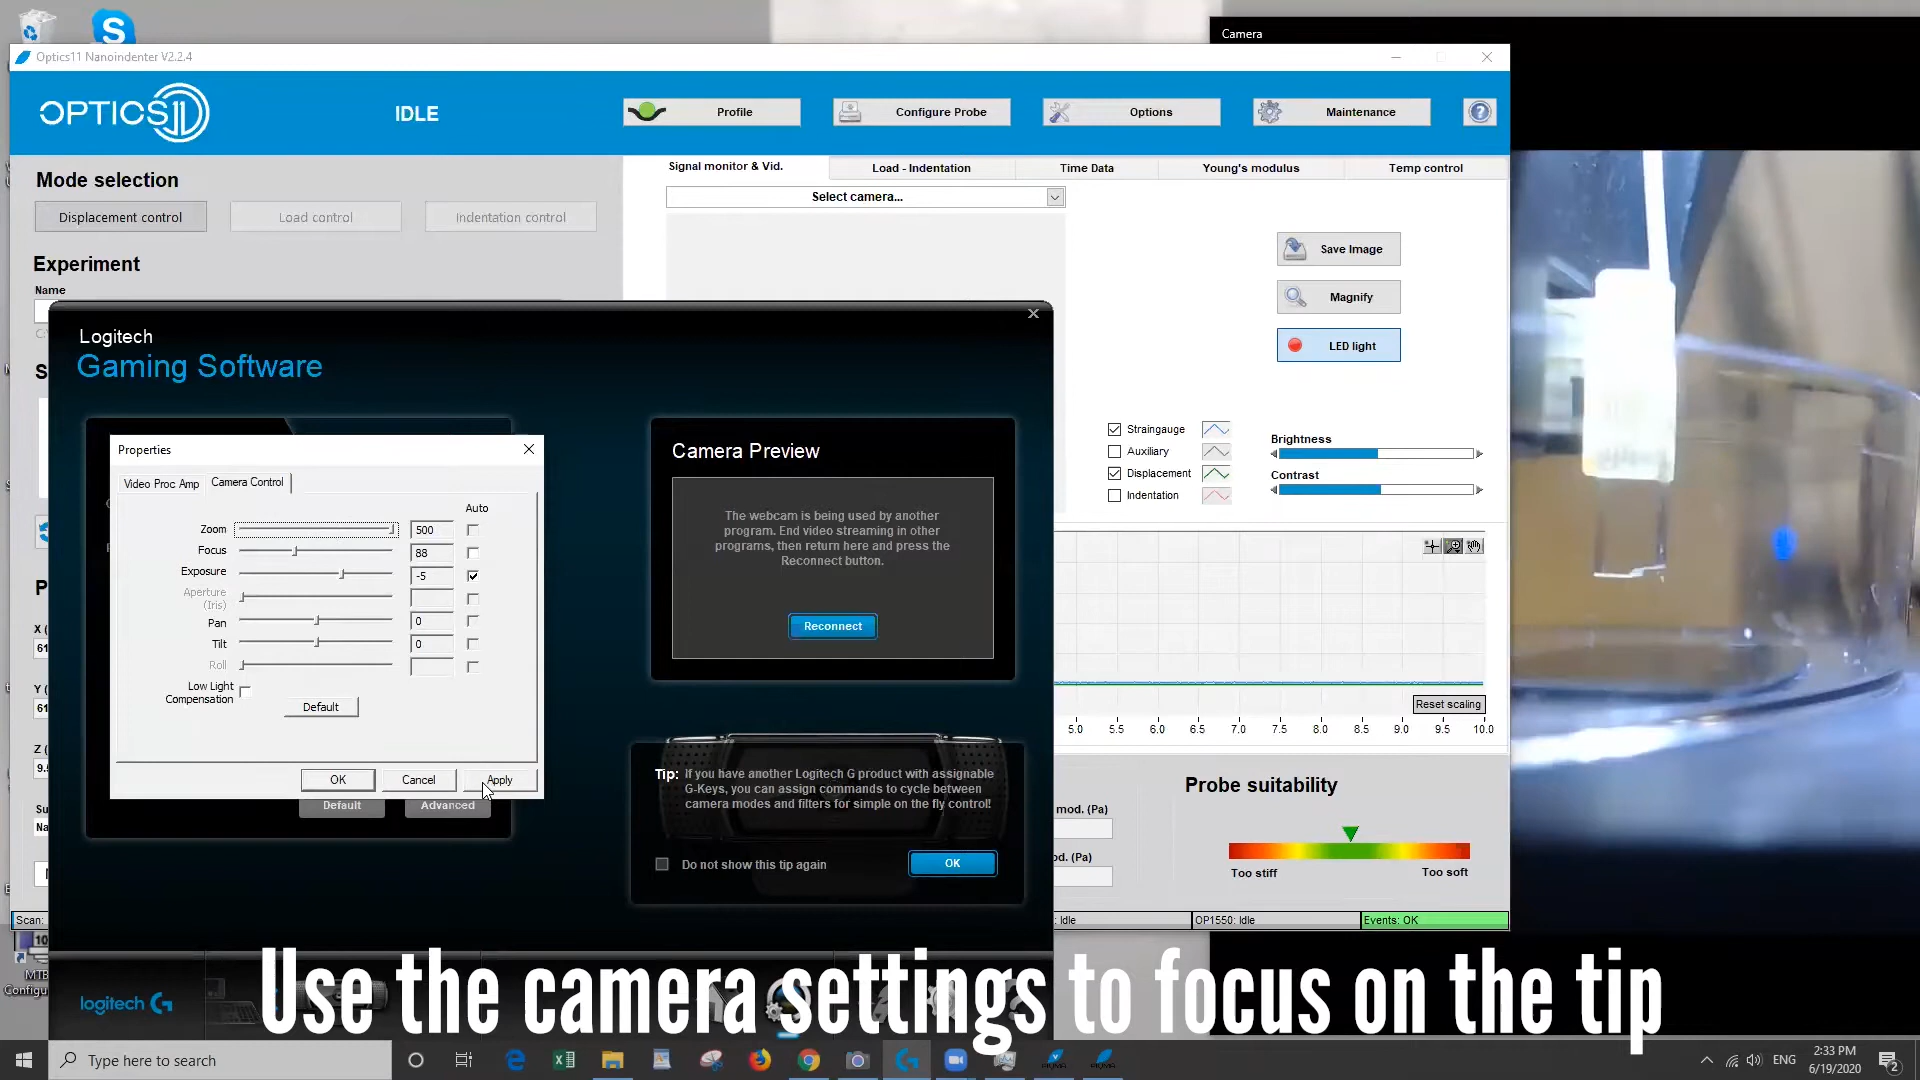 Camera
Optics11 Nanoindenter V2.2.4
OPTICS11
IDLE
Profile
Configure Probe
Options
Maintenance
Mode selection
Displacement control
Load control
Indentation control
Signal monitor & Vid.
Load - Indentation
Time Data
Young's modulus
Temp control
Select camera...
Experiment
Name
Save Image
Magnify
LED light
Logitech
Gaming Software
Straingauge
Auxiliary
Displacement
Indentation
Brightness
Contrast
Properties
Video Proc Amp
Camera Control
Auto
Zoom
500
Focus
88
Exposure
-5
Aperture
(Iris)
Pan
0
Tilt
0
Roll
Low Light
Compensation
Default
OK
Cancel
Apply
Default
Advanced
Camera Preview
The webcam is being used by another
program. End video streaming in other
programs, then return here and press the
Reconnect button.
Reconnect
Tip: If you have another Logitech G product with assignable
G-Keys, you can assign commands to cycle between
camera modes and filters for simple on the fly control!
Do not show this tip again
OK
Reset scaling
5.0 5.5 6.0 6.5 7.0 7.5 8.0 8.5 9.0 9.5 10.0
Probe suitability
mod. (Pa)
Too stiff
Too soft
Scan:
: Idle
OP1550: Idle
Events: OK
Use the camera settings to focus on the tip
logitech G
Type here to search
ENG
2:33 PM
6/19/2020
2